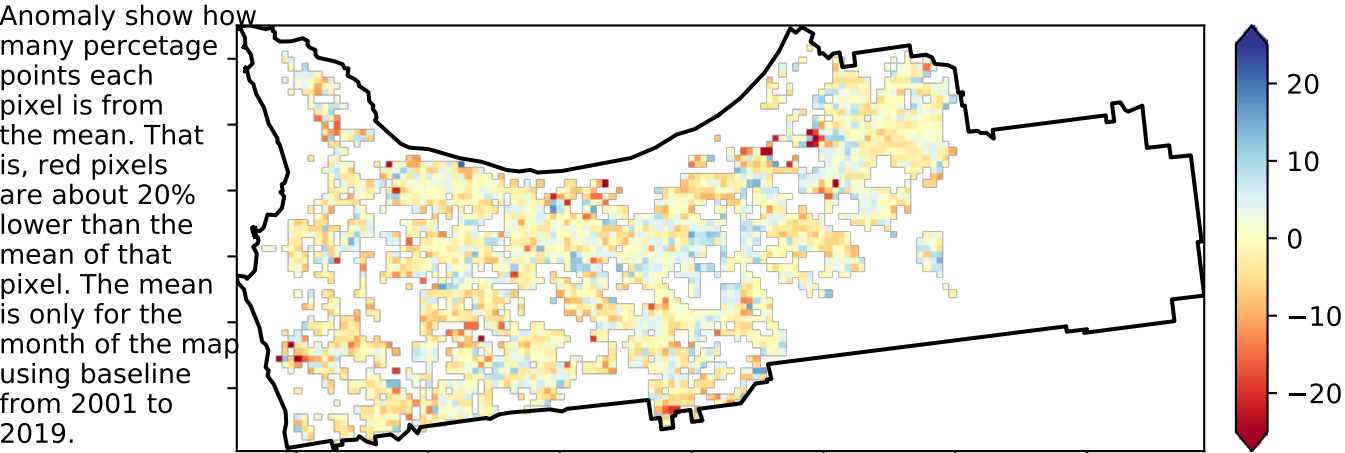 Anomaly show how
many percetage
points each
pixel is from
the mean. That
is, red pixels
are about 20%
lower than the
mean of that
pixel. The mean
is only for the
month of the map
using baseline
from 2001 to
2019.
20
10
0
−10
−20